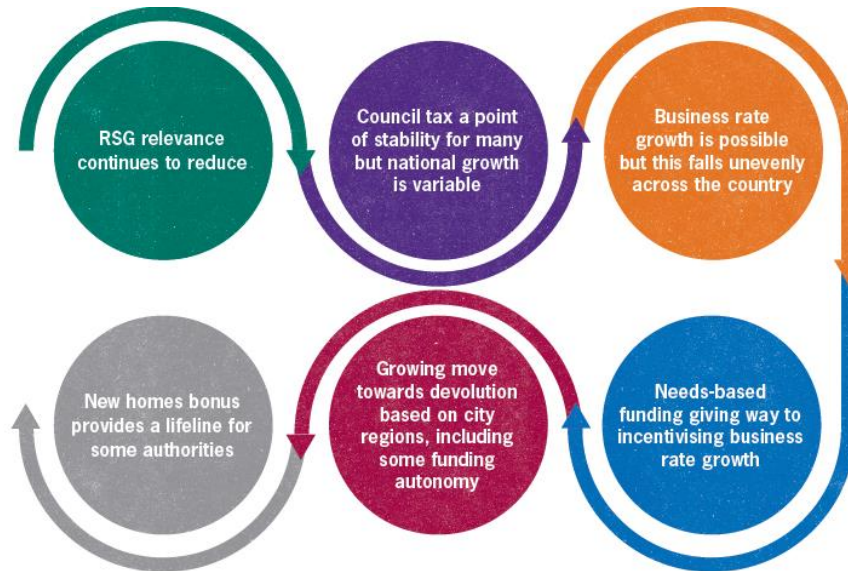 RSG relevance
continues to reduce
Council tax a point
of stability for many
but national growth
is variable
Business rate
growth is possible
but this falls unevenly
across the country
Needs-based
funding giving way to
incentivising business
rate growth
Growing move
towards devolution
based on city
regions, including
some funding
autonomy
New homes bonus
provides a lifeline for
some authorities